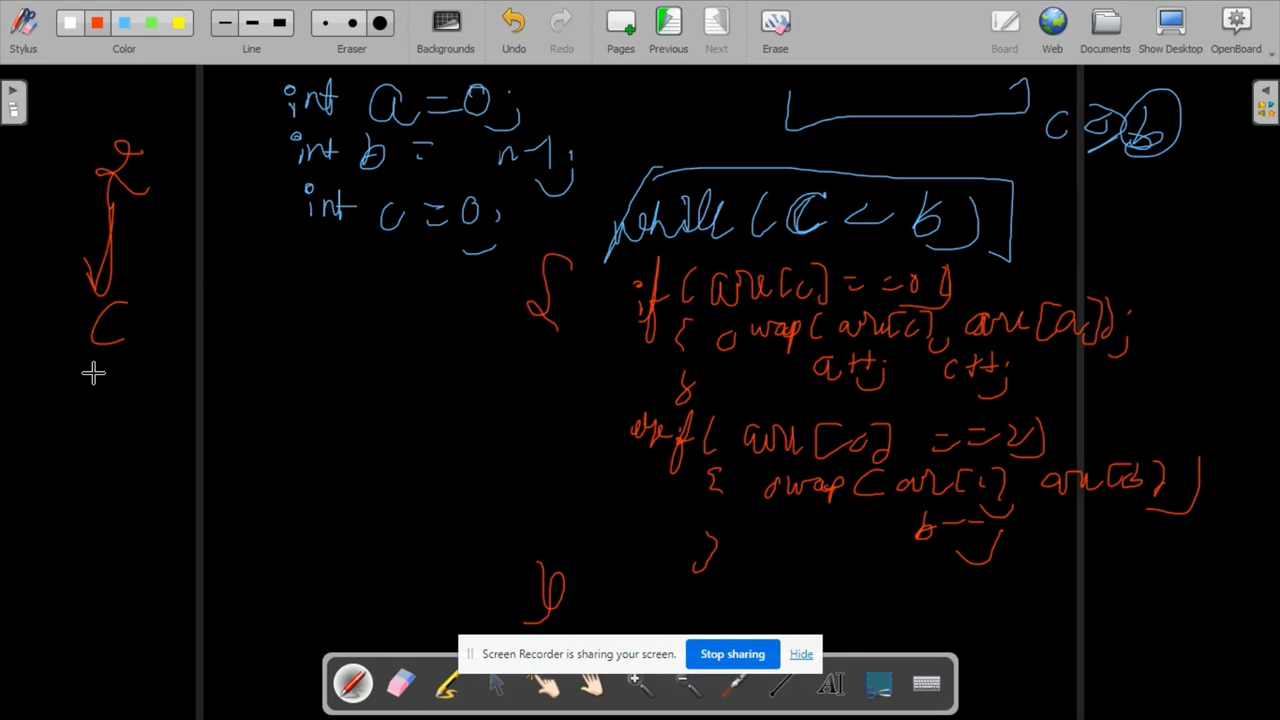 Stylus Color Line Eraser Backgrounds Undo Redo Pages Previous Next Erase Board Web Documents Show Desktop OpenBoard
int a = 0;
int b = n-1;
int c = 0;
c > b
while ( C < b )
if ( arr[c] == 0 )
{ swap( arr[c], arr[a] );
a++; c++;
}
else if ( arr[c] == 2 )
{ swap( arr[c], arr[b] )
b--;
}
2
C
Screen Recorder is sharing your screen. Stop sharing Hide